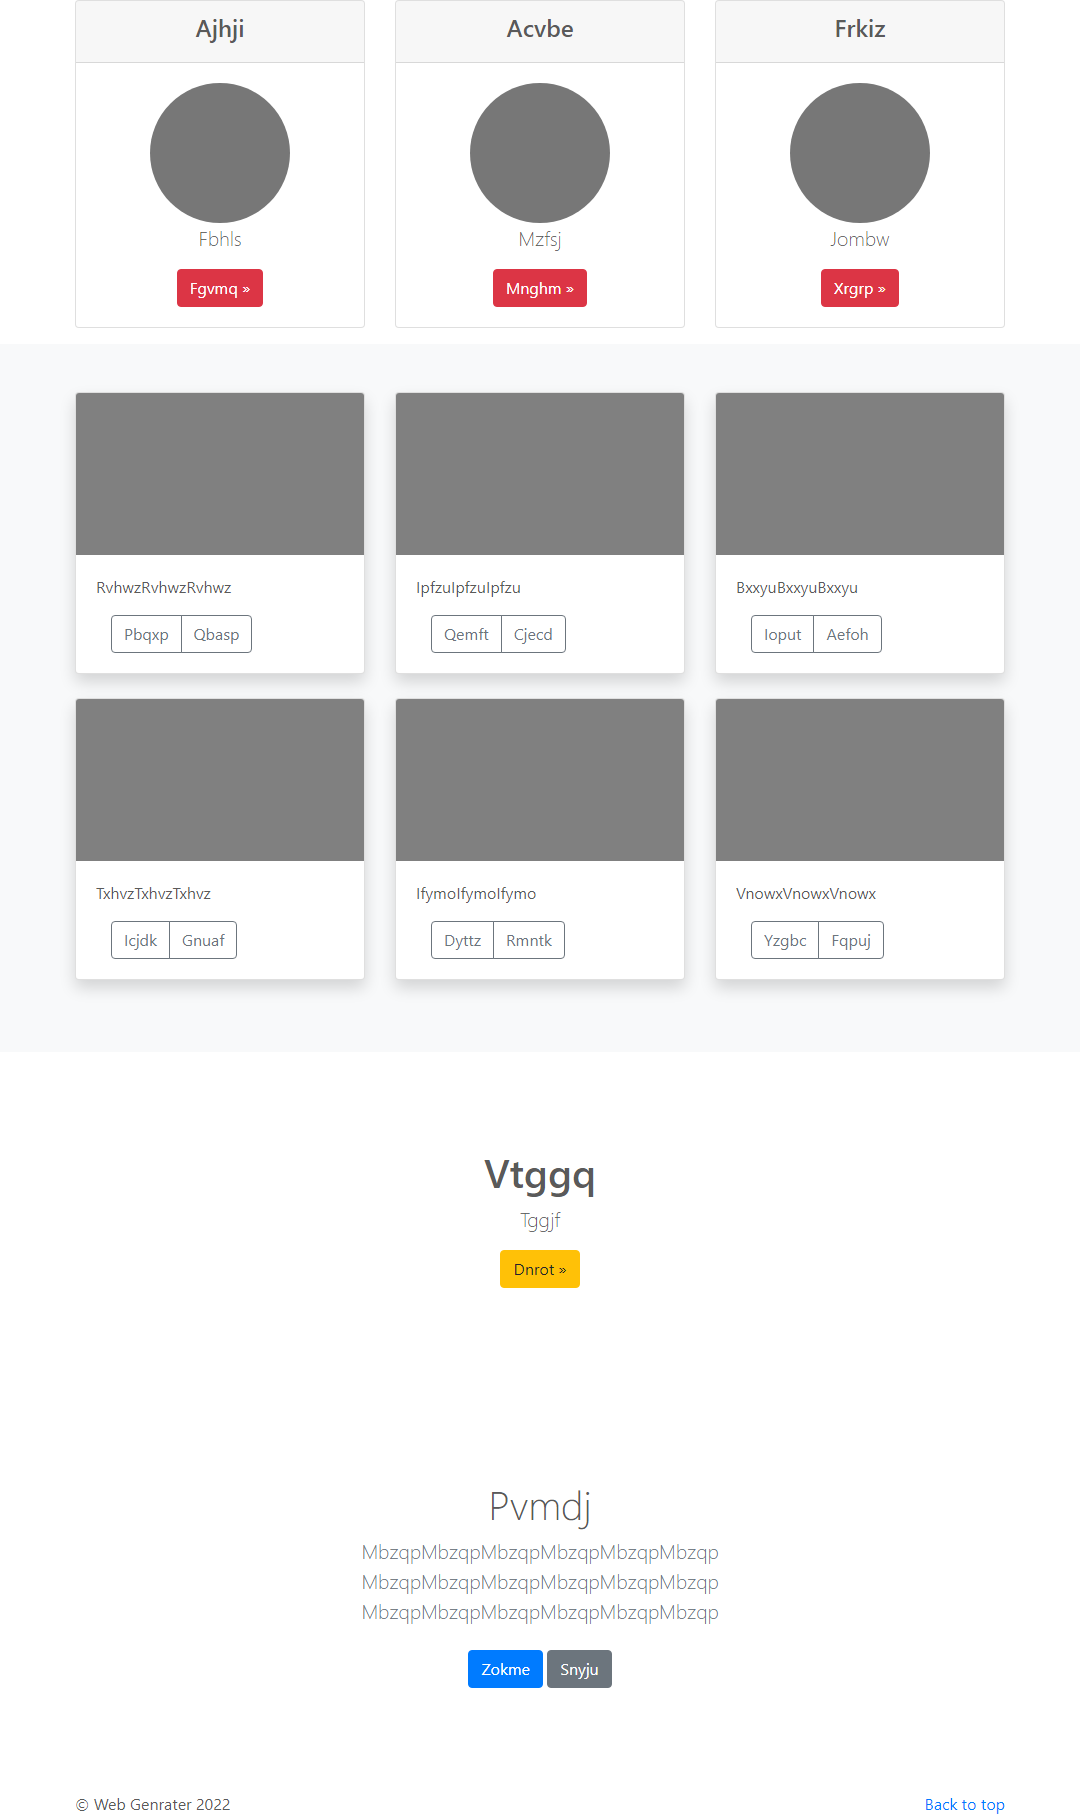 Ajhji
Acvbe
Frkiz
Fbhls
Mzfsj
Jombw
Fgvmq »
Mnghm »
Xrgrp »
RvhwzRvhwzRvhwz
IpfzuIpfzuIpfzu
BxxyuBxxyuBxxyu
Pbqxp Qbasp
Qemft Cjecd
Ioput Aefoh
TxhvzTxhvzTxhvz
IfymoIfymoIfymo
VnowxVnowxVnowx
Icjdk Gnuaf
Dyttz Rmntk
Yzgbc Fqpuj
Vtggq
Tggjf
Dnrot »
Pvmdj
MbzqpMbzqpMbzqpMbzqpMbzqpMbzqp
MbzqpMbzqpMbzqpMbzqpMbzqpMbzqp
MbzqpMbzqpMbzqpMbzqpMbzqpMbzqp
Zokme Snyju
© Web Genrater 2022
Back to top